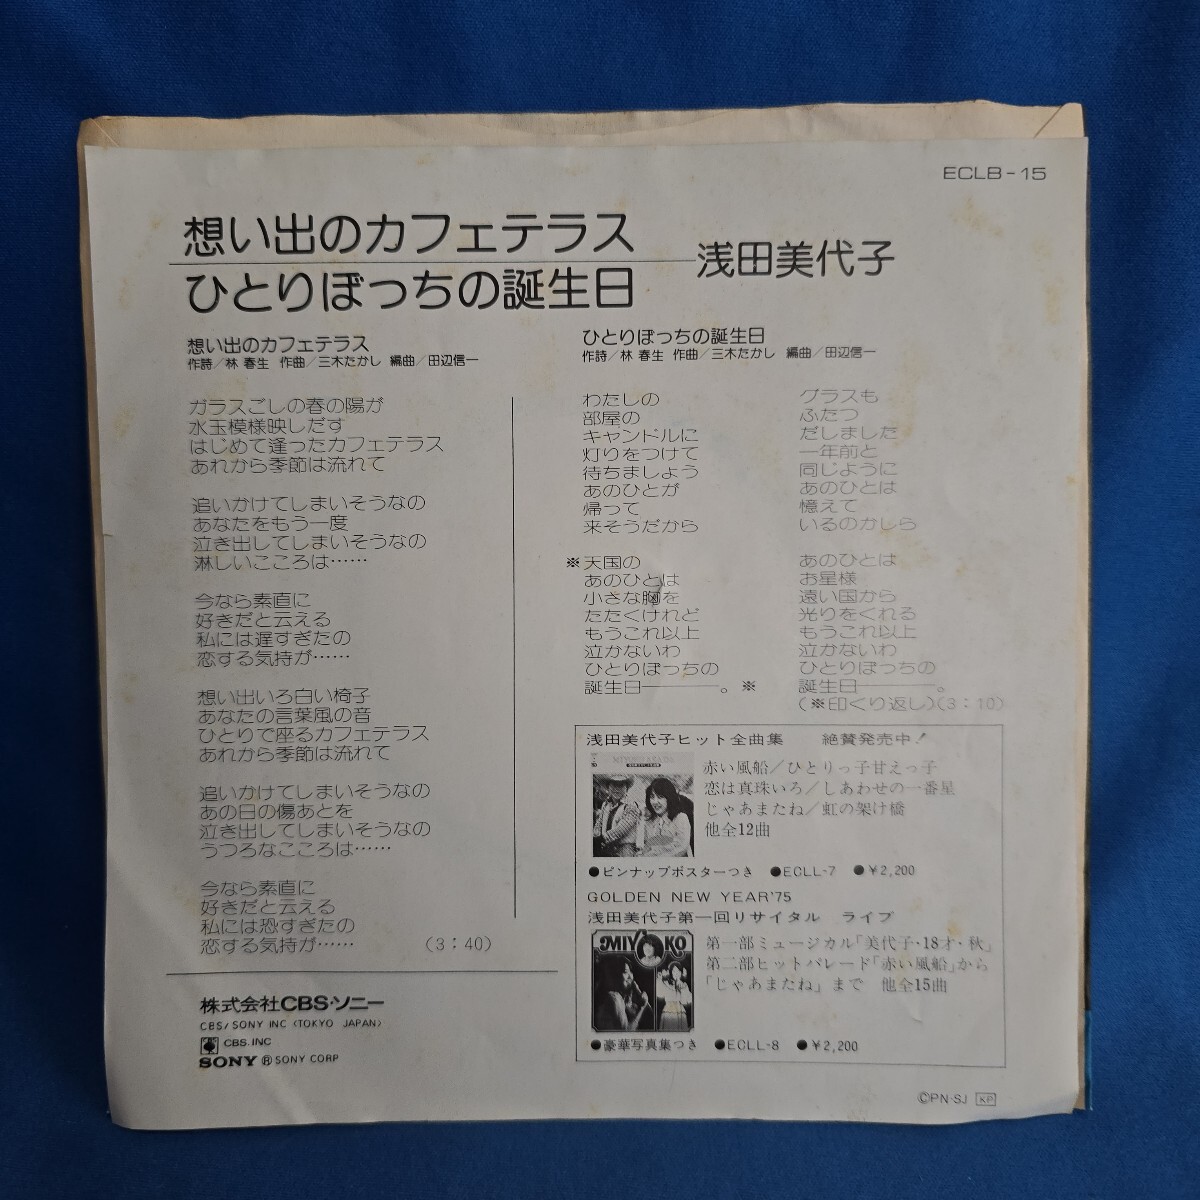 ECLB-15
想い出のカフェテラス
ひとりぼっちの誕生日
浅田美代子
想い出のカフェテラス
作詩/林 春生 作曲/三木たかし 編曲/田辺信一
ガラスごしの春の陽が
水玉模様映しだす
はじめて逢ったカフェテラス
あれから季節は流れて
追いかけてしまいそうなの
あなたをもう一度
泣き出してしまいそうなの
淋しいこころは……
今なら素直に
好きだと云える
私には遅すぎたの
恋する気持が……
想い出いろ白い椅子
あなたの言葉風の音
ひとりで座るカフェテラス
あれから季節は流れて
追いかけてしまいそうなの
あの日の傷あとを
泣き出してしまいそうなの
うつろなこころは……
今なら素直に
好きだと云える
私には恐すぎたの
恋する気持が…… (3:40)
ひとりぼっちの誕生日
作詩/林 春生 作曲/三木たかし 編曲/田辺信一
わたしの
部屋の
キャンドルに
灯りをつけて
待ちましょう
あのひとが
帰って
来そうだから
※天国の
あのひとは
小さな胸を
たたくけれど
もうこれ以上
泣かないわ
ひとりぼっちの
誕生日———。※
グラスも
ふたつ
だしました
一年前と
同じように
あのひとは
憶えて
いるのかしら
あのひとは
お星様
遠い国から
光りをくれる
もうこれ以上
泣かないわ
ひとりぼっちの
誕生日———。
(※印くり返し)(3:10)
浅田美代子ヒット全曲集 絶賛発売中!
赤い風船/ひとりっ子甘えっ子
恋は真珠いろ/しあわせの一番星
じゃあまたね/虹の架け橋
他全12曲
●ピンナップポスターつき ●ECLL-7 ●¥2,200
GOLDEN NEW YEAR'75
浅田美代子第一回リサイタル ライブ
MIYOKO
第一部ミュージカル「美代子・18才・秋」
第二部ヒットパレード「赤い風船」から
「じゃあまたね」まで 他全15曲
●豪華写真集つき ●ECLL-8 ●¥2,200
株式会社CBS・ソニー
CBS/SONY INC〈TOKYO JAPAN〉
CBS.INC
SONY ®SONY CORP
©PN-SJ KP